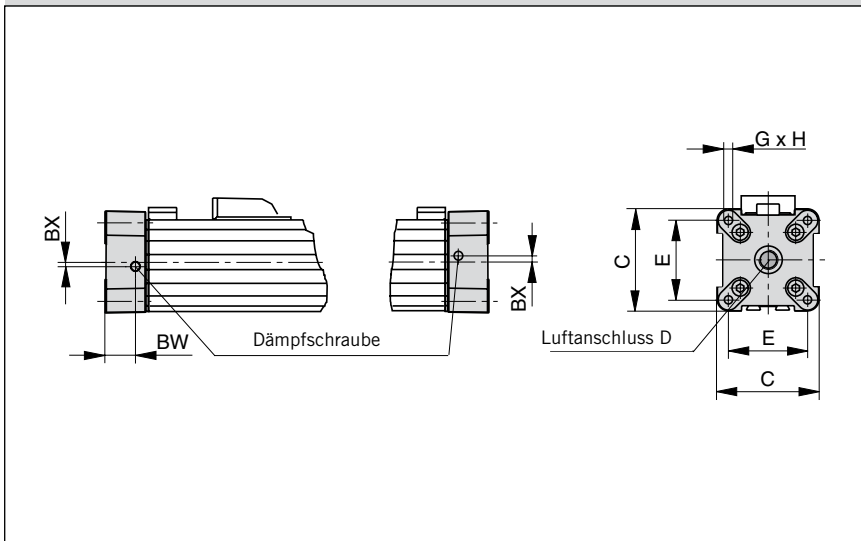 G x H
BX
C
E
BX
BW
Dämpfschraube
Luftanschluss D
E
C